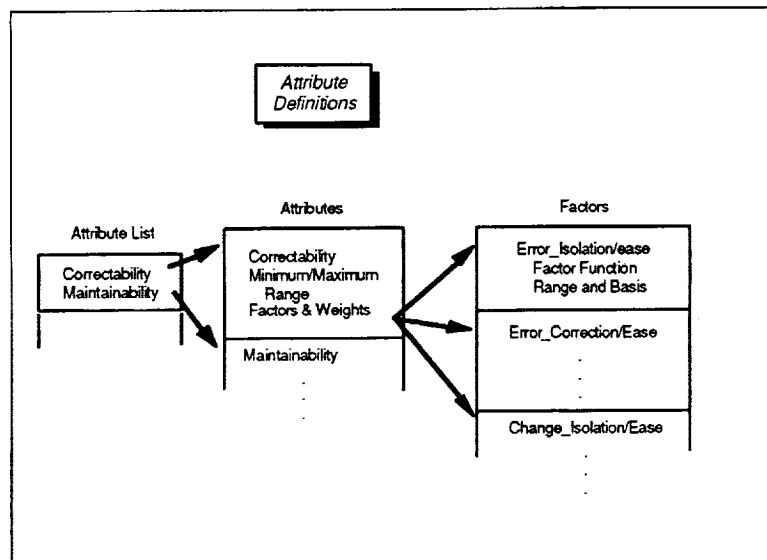 Attribute
Definitions
Attribute List
Correctability
Maintainability
Attributes
Correctability
Minimum/Maximum
Range
Factors & Weights
Maintainability
.
.
.
Factors
Error_Isolation/ease
Factor Function
Range and Basis
Error_Correction/Ease
.
.
.
Change_Isolation/Ease
.
.
.